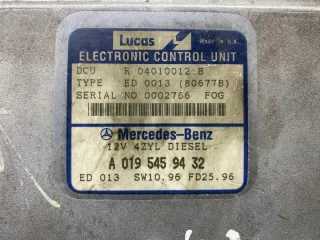 Lucas
Made in U.K.
ELECTRONIC CONTROL UNIT
DCU R 04010012 B
TYPE ED 0013 (80677B)
SERIAL NO 0002766 FOG
Mercedes-Benz
12V 4ZYL DIESEL
A 019 545 94 32
ED 013 SW10.96 FD25.96